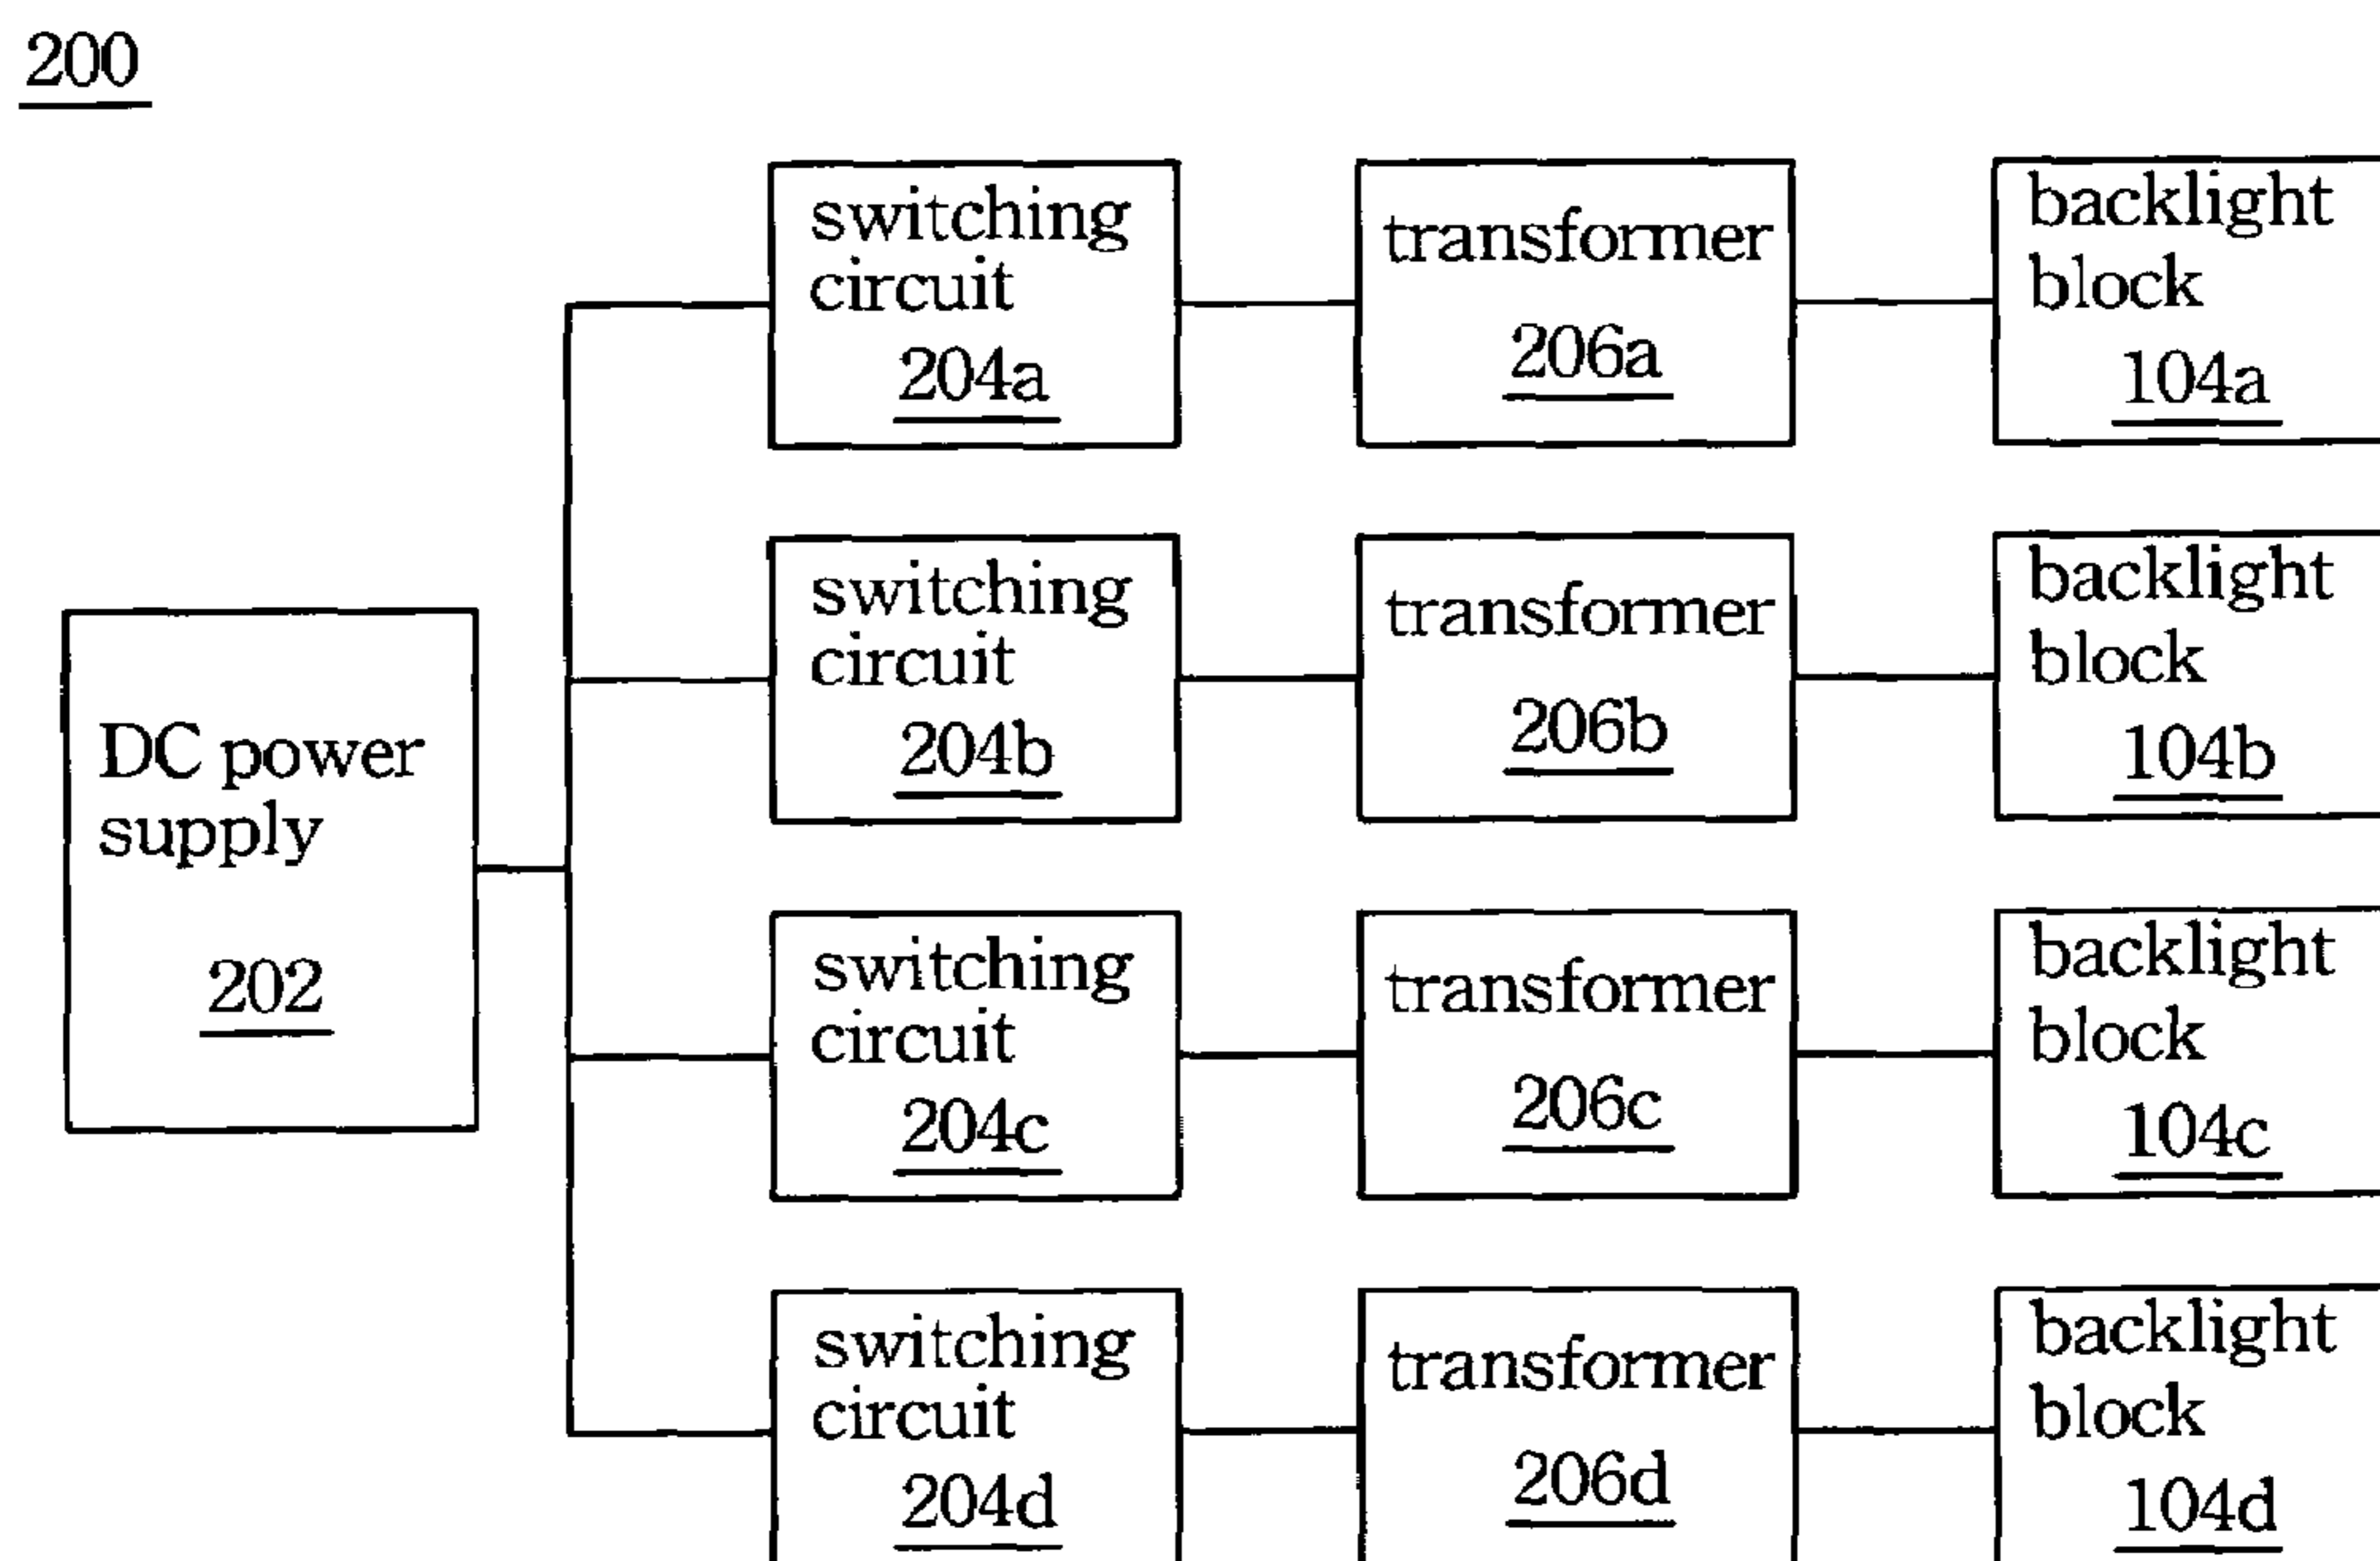 200
switching
circuit
204a
transformer
206a
backlight
block
104a
switching
circuit
204b
transformer
206b
backlight
block
104b
DC power
supply
202
switching
circuit
204c
transformer
206c
backlight
block
104c
switching
circuit
204d
transformer
206d
backlight
block
104d